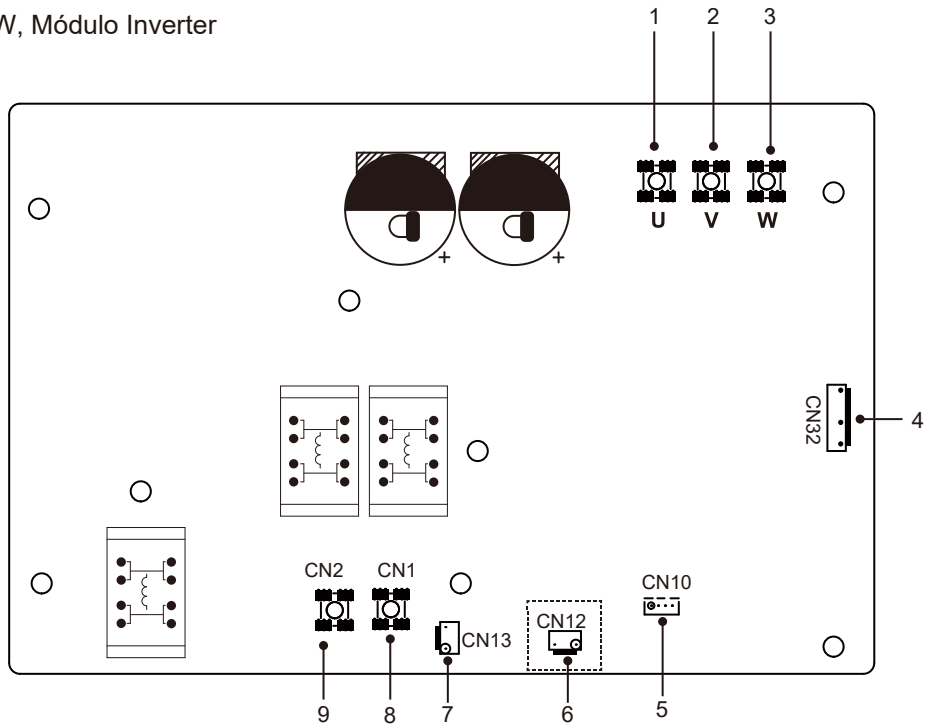 W, Módulo Inverter
1 2 3
U V W
+ +
CN32
4
CN2 CN1
CN10
CN12
CN13
9 8 7 6 5